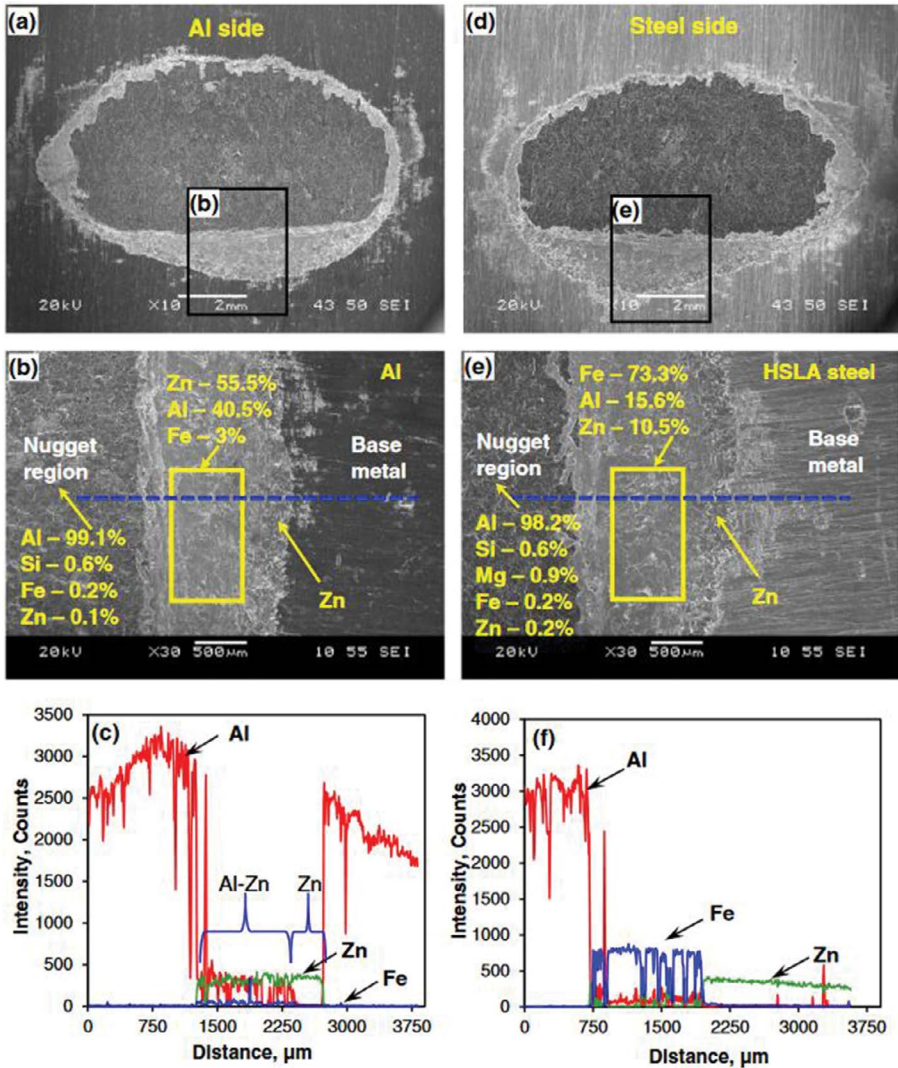 (a)
Al side
(b)
20kV
X10
2mm
43 50 SEI
(d)
Steel side
(e)
20kV
X10
2mm
43 50 SEI
(b)
Zn – 55.5%
Al – 40.5%
Fe – 3%
Al
Nugget
region
Base
metal
Al – 99.1%
Si – 0.6%
Fe – 0.2%
Zn – 0.1%
Zn
20kV
X30
500µm
10 55 SEI
(e)
Fe – 73.3%
Al – 15.6%
Zn – 10.5%
HSLA steel
Nugget
region
Base
metal
Al – 98.2%
Si – 0.6%
Mg – 0.9%
Fe – 0.2%
Zn – 0.2%
Zn
20kV
X30
500µm
10 55 SEI
(c)
Intensity, Counts
3500
3000
2500
2000
1500
1000
500
0
Al
Al-Zn
Zn
Zn
Fe
0
750
1500
2250
3000
3750
Distance, µm
(f)
Intensity, Counts
4000
3500
3000
2500
2000
1500
1000
500
0
Al
Fe
Zn
0
750
1500
2250
3000
3750
Distance, µm